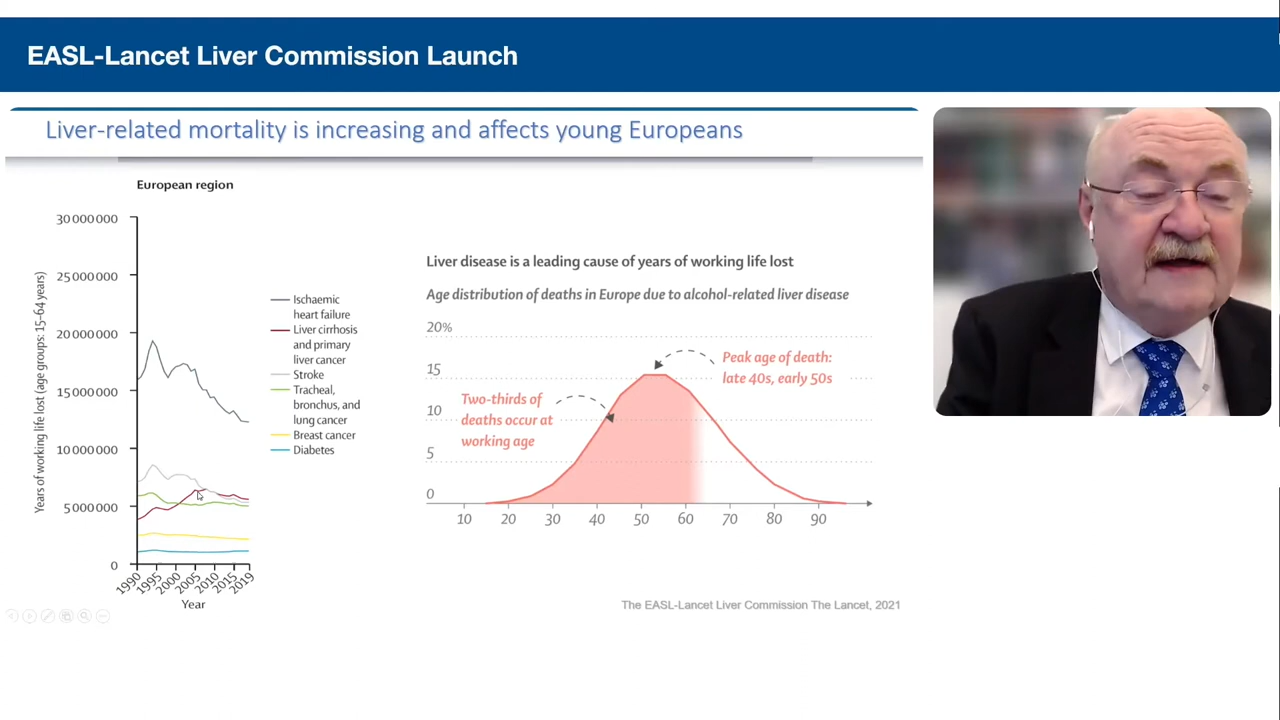 EASL-Lancet Liver Commission Launch
Liver-related mortality is increasing and affects young Europeans
European region
30 000 000
25 000 000
20 000 000
15 000 000
10 000 000
5 000 000
0
Years of working life lost (age groups: 15–64 years)
1990
1995
2000
2005
2010
2015
2019
Year
Ischaemic
heart failure
Liver cirrhosis
and primary
liver cancer
Stroke
Tracheal,
bronchus, and
lung cancer
Breast cancer
Diabetes
Liver disease is a leading cause of years of working life lost
Age distribution of deaths in Europe due to alcohol-related liver disease
20%
15
10
5
0
Peak age of death:
late 40s, early 50s
Two-thirds of
deaths occur at
working age
10 20 30 40 50 60 70 80 90
The EASL-Lancet Liver Commission The Lancet, 2021